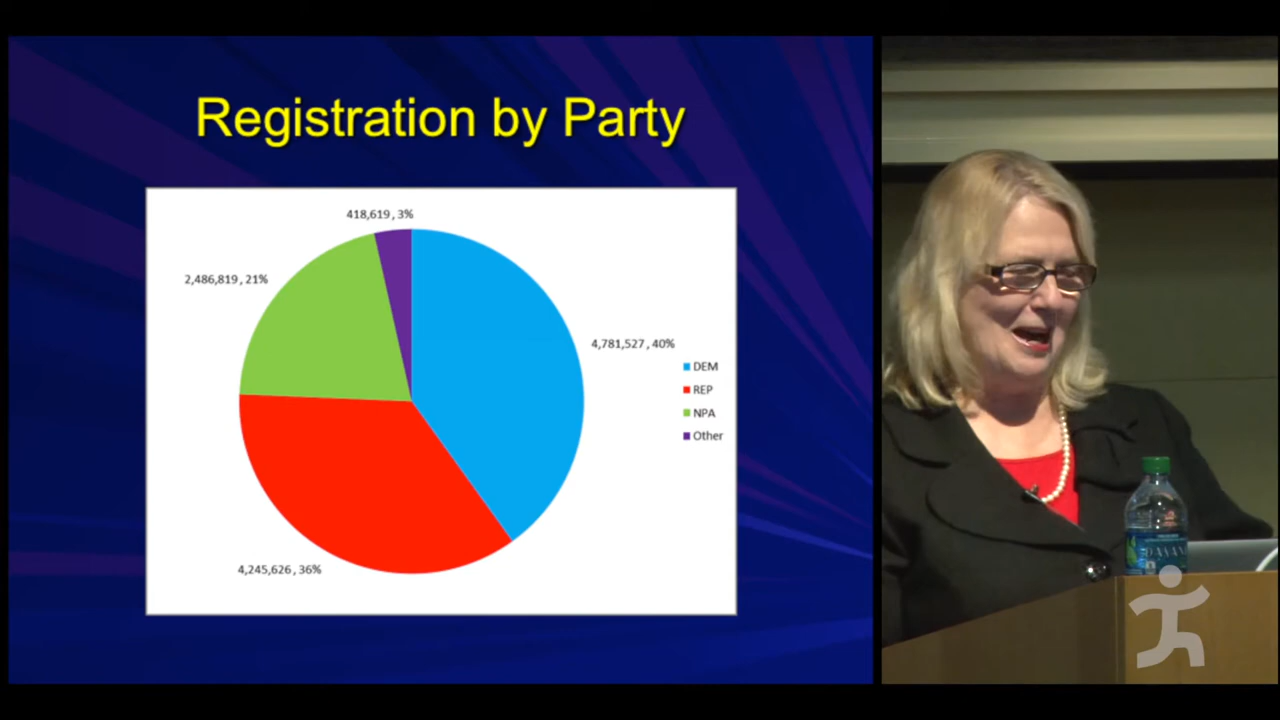 Registration by Party
418,619 , 3%
2,486,819 , 21%
4,781,527 , 40%
DEM
REP
NPA
Other
4,245,626 , 36%
DASANI